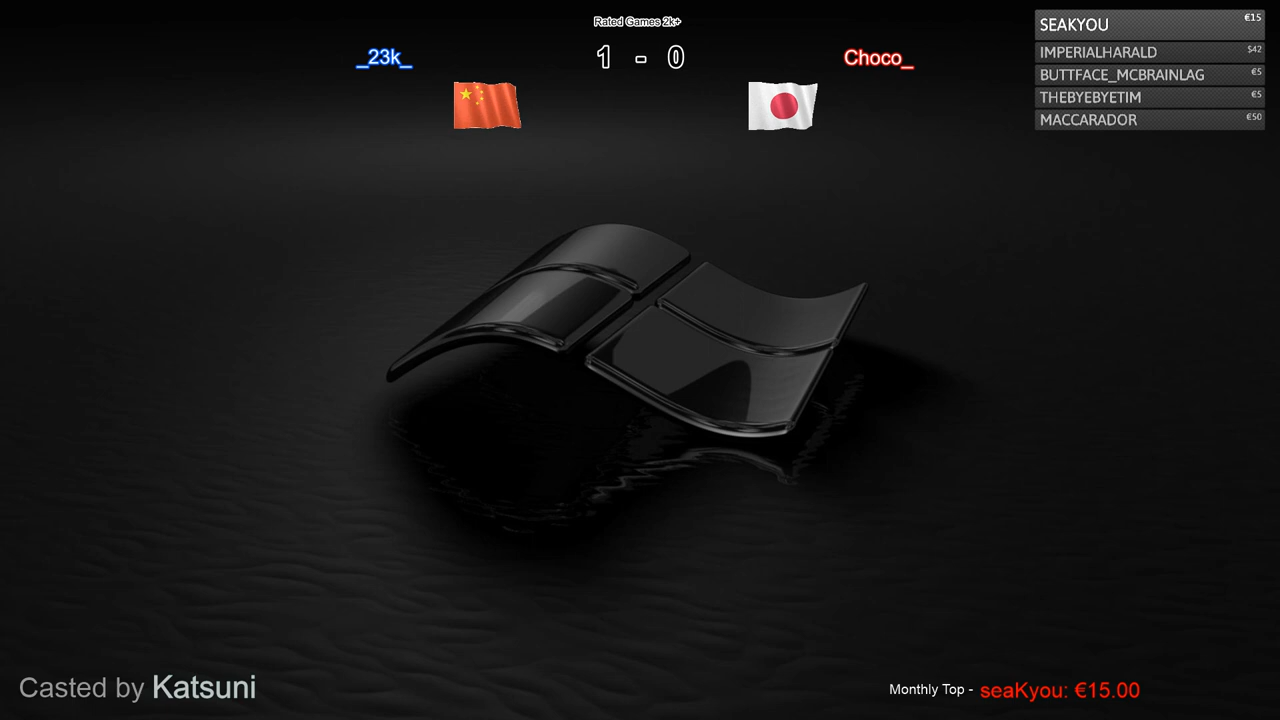 Rated Games 2k+
_23k_
1 - 0
Choco_
SEAKYOU €15
IMPERIALHARALD $42
BUTTFACE_MCBRAINLAG €5
THEBYEBYETIM €5
MACCARADOR €50
Casted by Katsuni
Monthly Top - seaKyou: €15.00